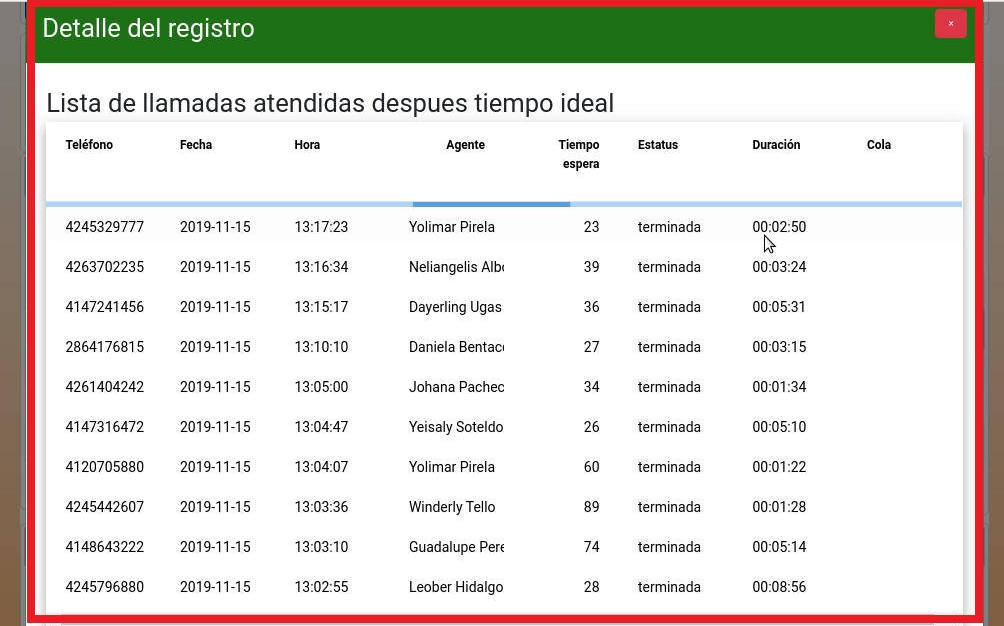 Detalle del registro ×
Lista de llamadas atendidas despues tiempo ideal
Teléfono Fecha Hora Agente Tiempo espera Estatus Duración Cola
4245329777 2019-11-15 13:17:23 Yolimar Pirela 23 terminada 00:02:50
4263702235 2019-11-15 13:16:34 Neliangelis Albo 39 terminada 00:03:24
4147241456 2019-11-15 13:15:17 Dayerling Ugas 36 terminada 00:05:31
2864176815 2019-11-15 13:10:10 Daniela Bentac 27 terminada 00:03:15
4261404242 2019-11-15 13:05:00 Johana Pachec 34 terminada 00:01:34
4147316472 2019-11-15 13:04:47 Yeisaly Soteldo 26 terminada 00:05:10
4120705880 2019-11-15 13:04:07 Yolimar Pirela 60 terminada 00:01:22
4245442607 2019-11-15 13:03:36 Winderly Tello 89 terminada 00:01:28
4148643222 2019-11-15 13:03:10 Guadalupe Pere 74 terminada 00:05:14
4245796880 2019-11-15 13:02:55 Leober Hidalgo 28 terminada 00:08:56